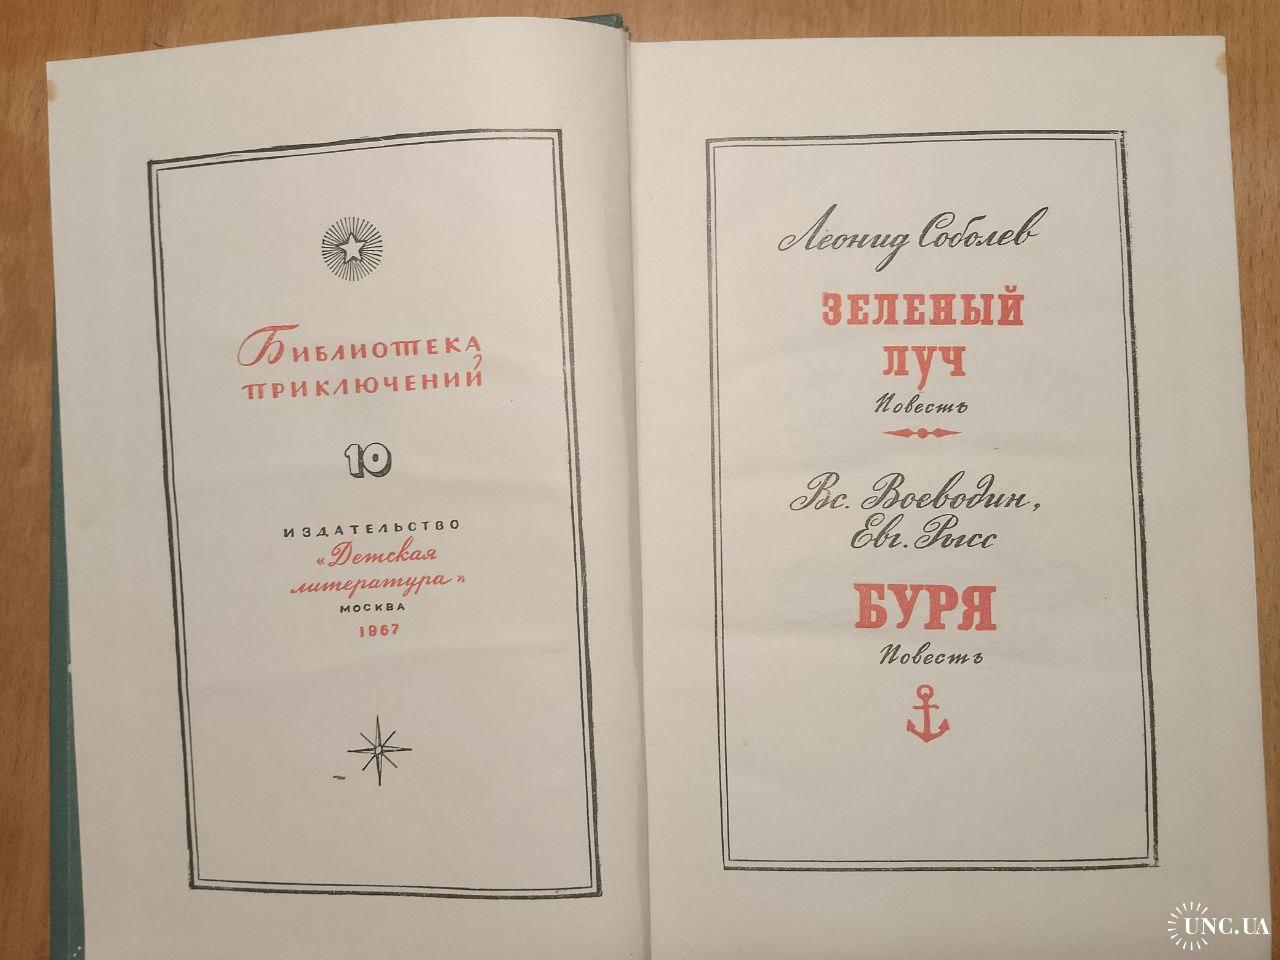 Библиотека
приключений
10
ИЗДАТЕЛЬСТВО
«Детская
литература»
МОСКВА
1967
Леонид Соболев
ЗЕЛЕНЫЙ
ЛУЧ
Повесть
Вс. Воеводин,
Евг. Рысс
БУРЯ
Повесть
UNC.UA